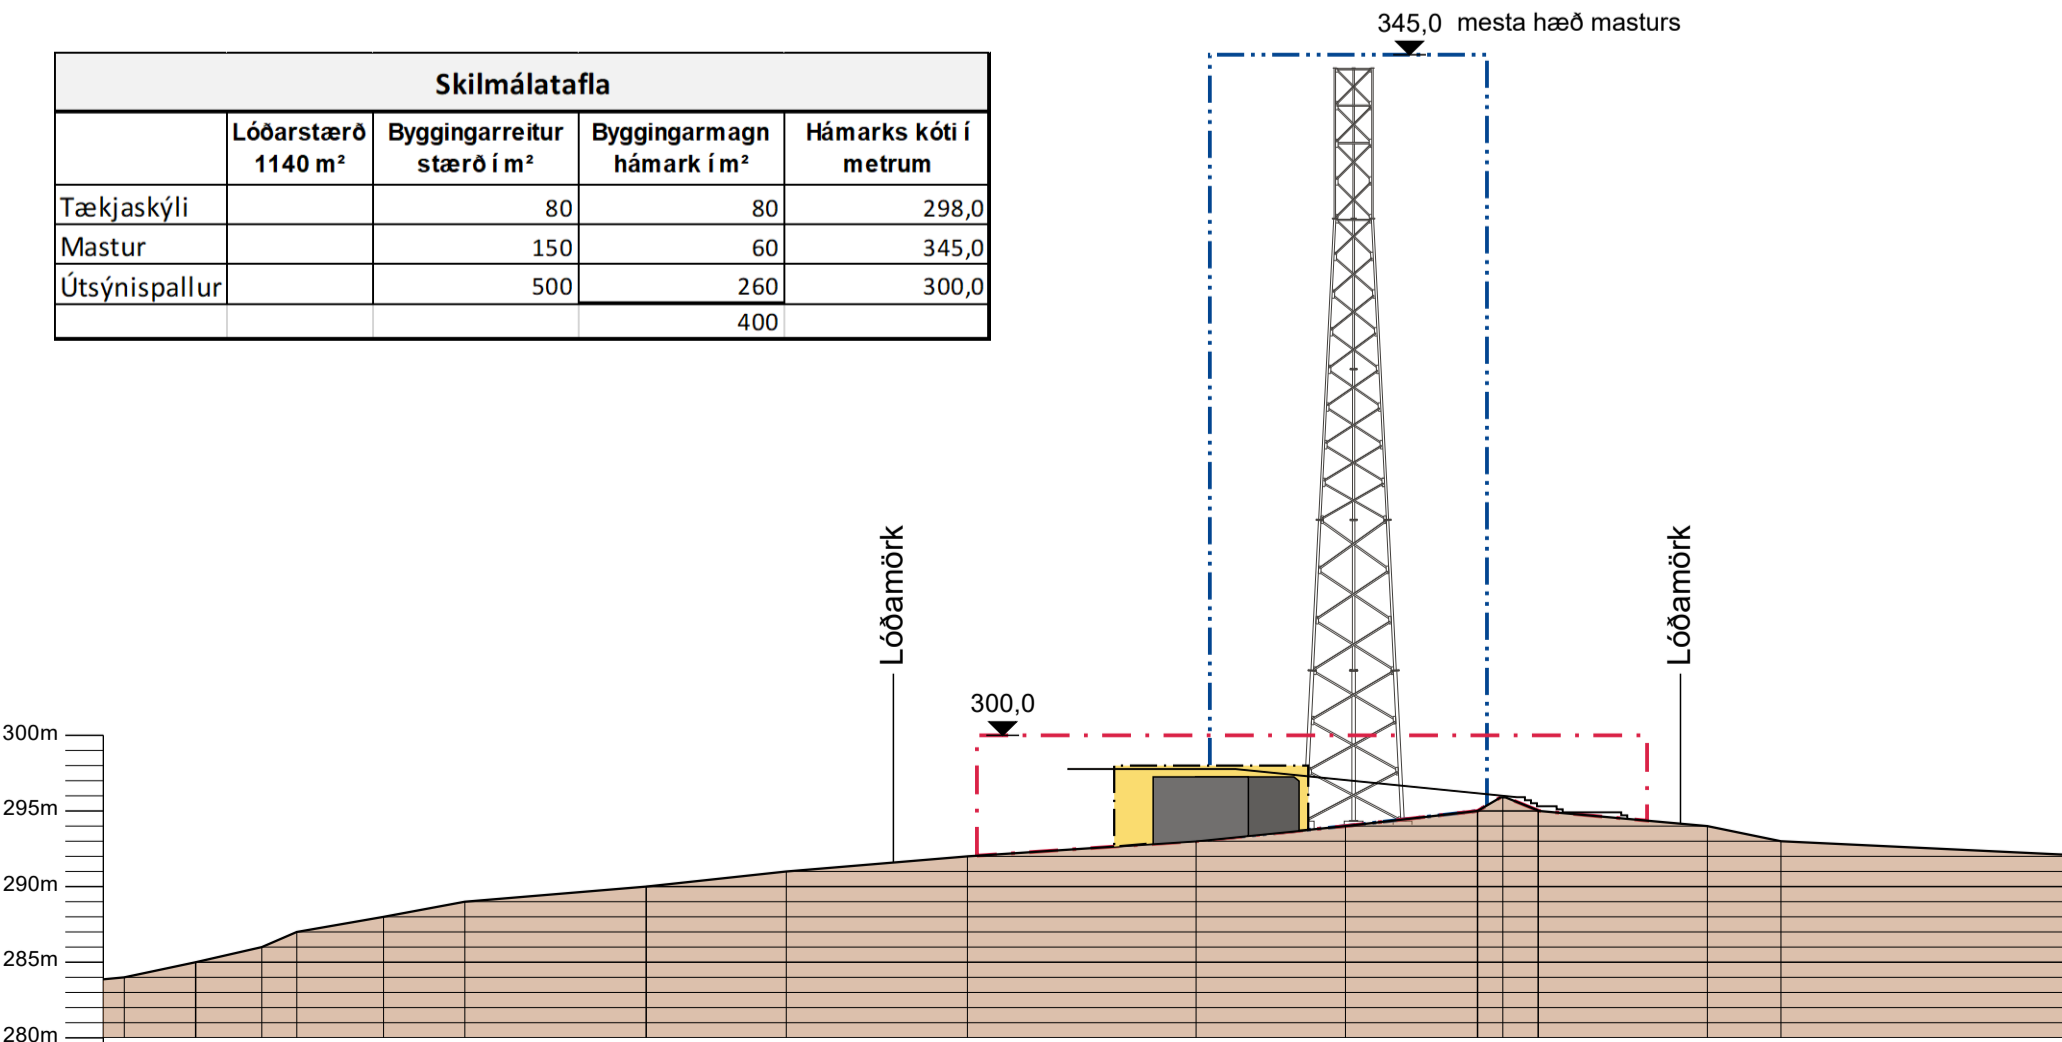 345,0 mesta hæð masturs
Skilmálatafla
Lóðarstærð Byggingarreitur Byggingarmagn Hámarks kóti í
1140 m² stærð í m² hámark í m² metrum
Tækjaskýli 80 80 298,0
Mastur 150 60 345,0
Útsýnispallur 500 260 300,0
400
Lóðamörk
Lóðamörk
300,0
300m
295m
290m
285m
280m